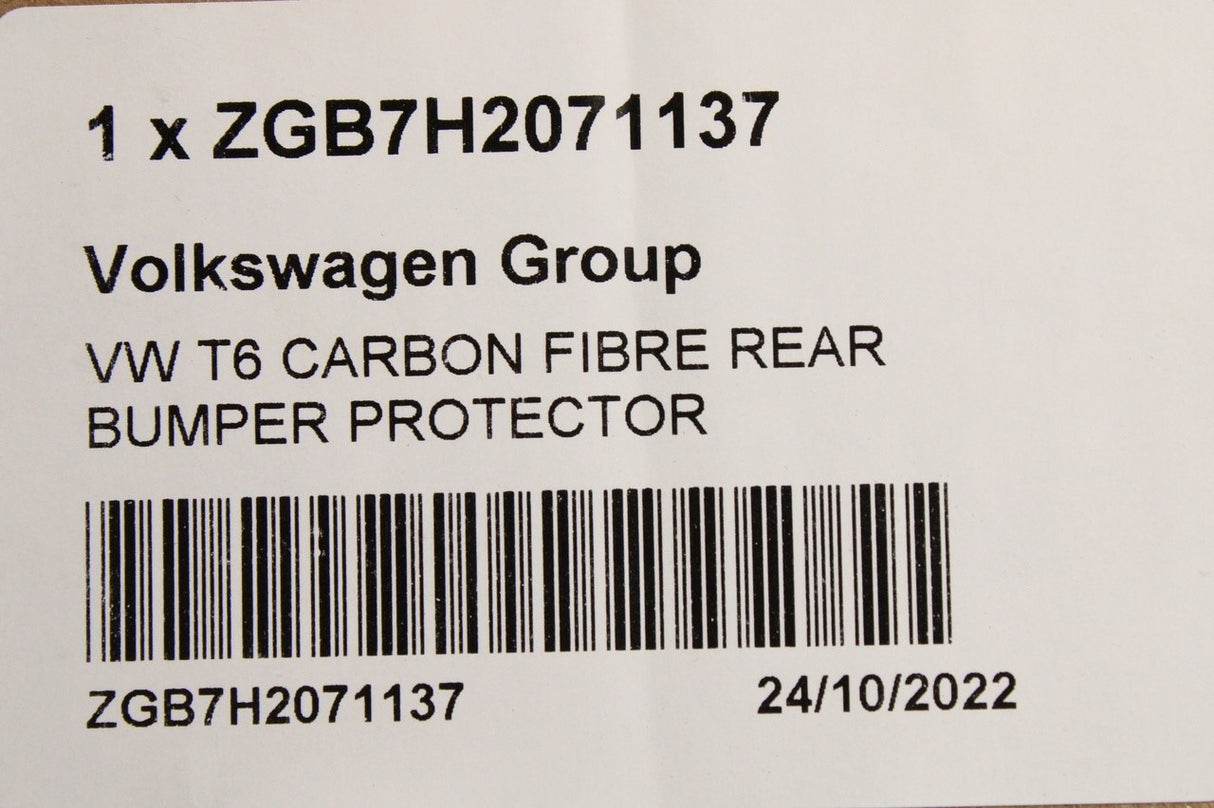 1 x ZGB7H2071137
Volkswagen Group
VW T6 CARBON FIBRE REAR
BUMPER PROTECTOR
ZGB7H2071137 24/10/2022